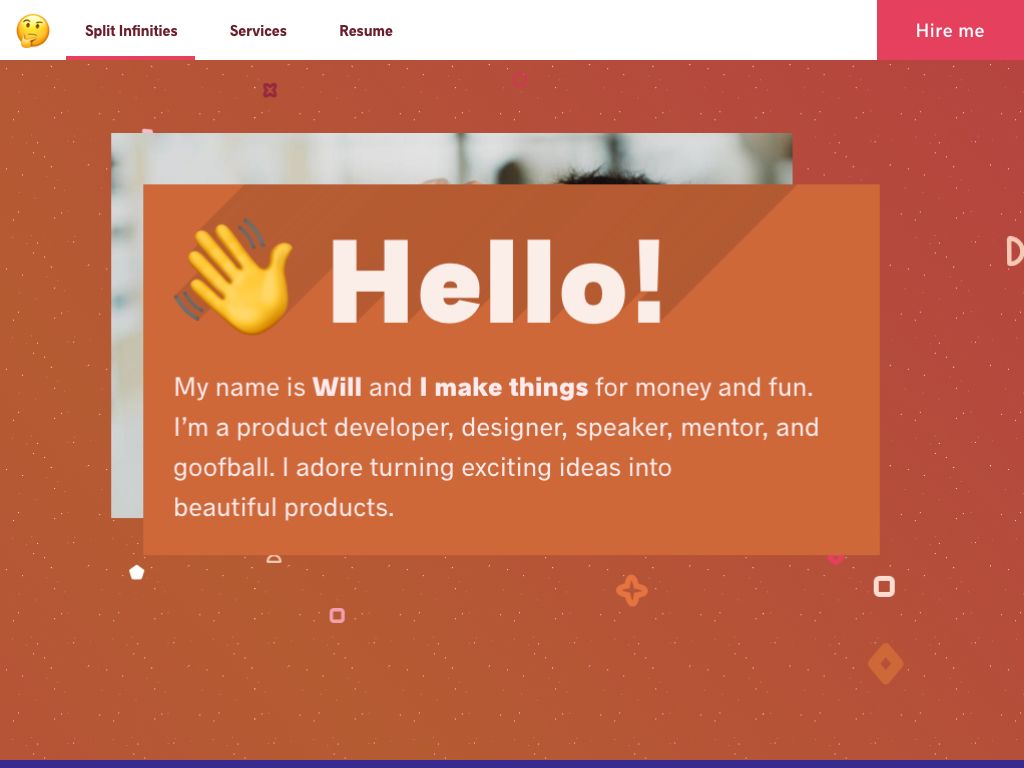 Split Infinities
Services
Resume
Hire me
Hello!
My name is Will and I make things for money and fun.
I’m a product developer, designer, speaker, mentor, and
goofball. I adore turning exciting ideas into
beautiful products.